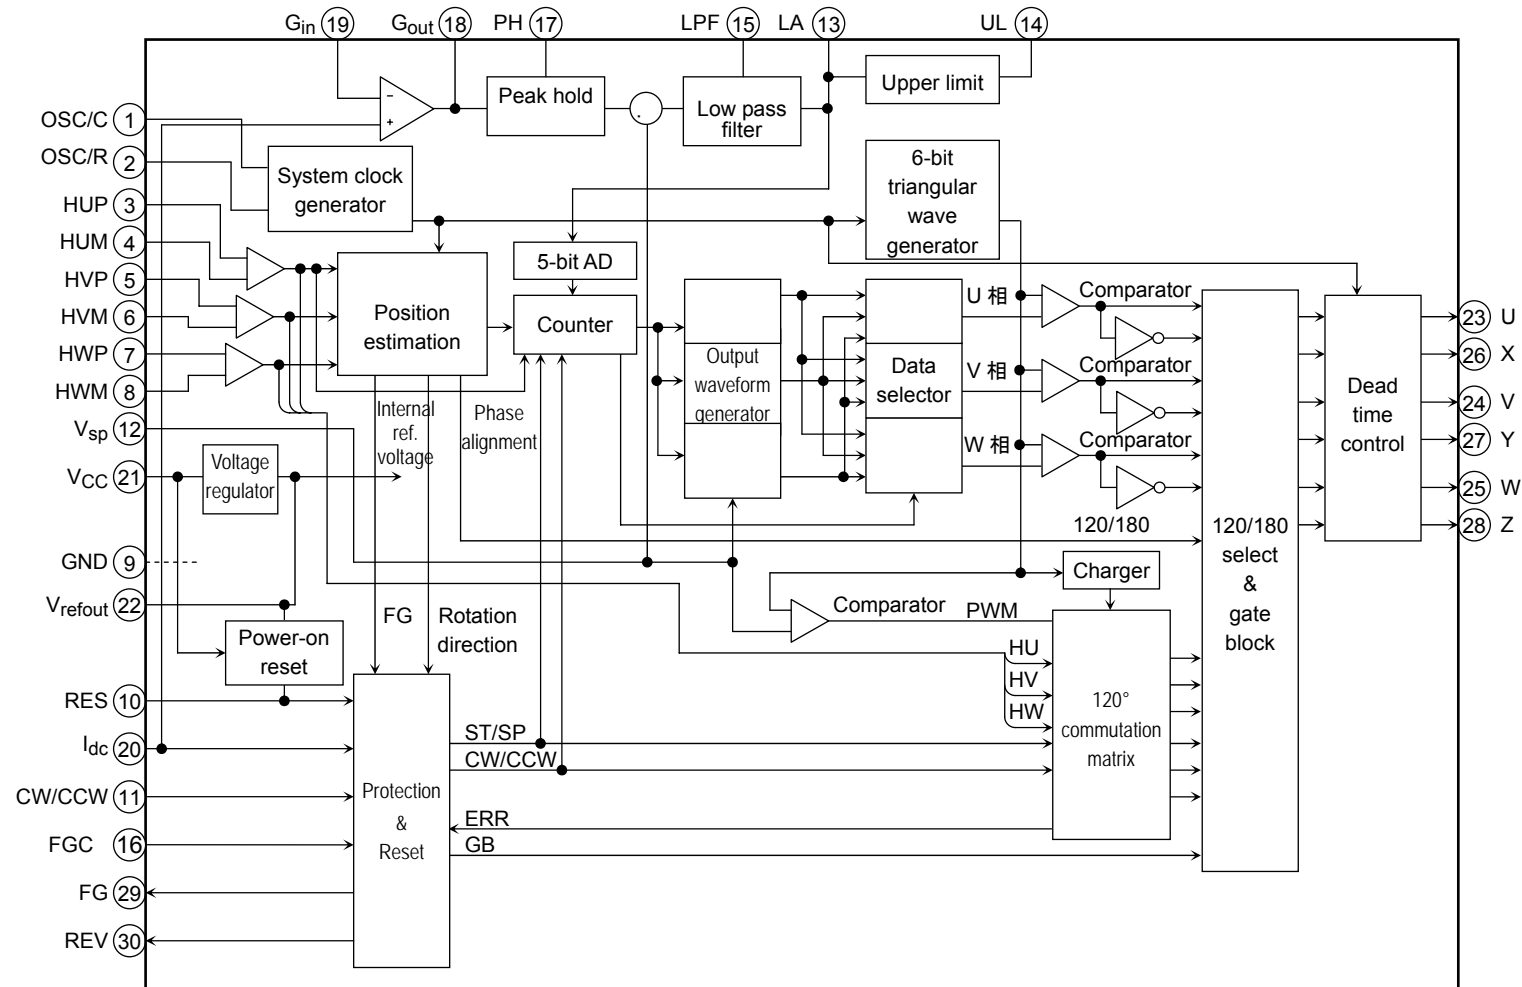 Gin 19
Gout 18
PH 17
LPF 15
LA 13
UL 14
OSC/C 1
OSC/R 2
HUP 3
HUM 4
HVP 5
HVM 6
HWP 7
HWM 8
Vsp 12
VCC 21
GND 9
Vrefout 22
RES 10
Idc 20
CW/CCW 11
FGC 16
FG 29
REV 30
Peak hold
Low pass
filter
Upper limit
System clock
generator
6-bit
triangular
wave
generator
5-bit AD
Position
estimation
Counter
Output
waveform
generator
Data
selector
U 相
V 相
W 相
Comparator
Comparator
Comparator
120/180
120/180
select
&
gate
block
Dead
time
control
23 U
26 X
24 V
27 Y
25 W
28 Z
Internal
ref.
voltage
Phase
alignment
Voltage
regulator
Power-on
reset
FG
Rotation
direction
Charger
Comparator
PWM
HU
HV
HW
120°
commutation
matrix
ST/SP
CW/CCW
ERR
GB
Protection
&
Reset